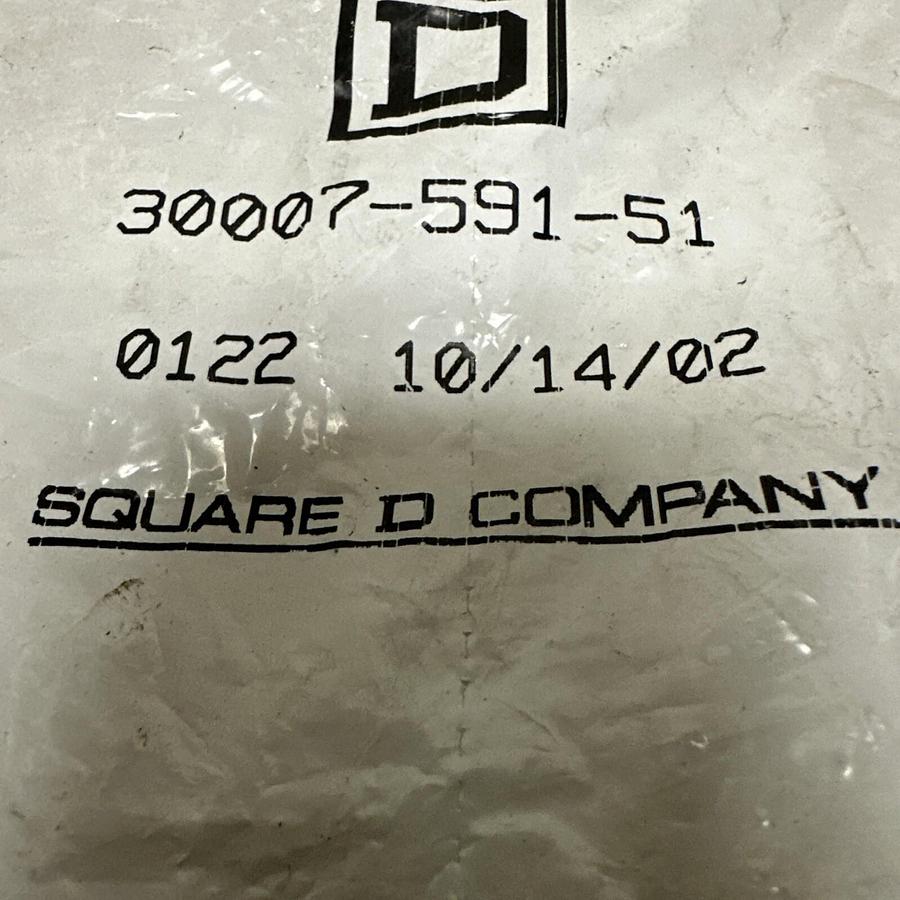 D
30007-591-51
0122 10/14/02
SQUARE D COMPANY